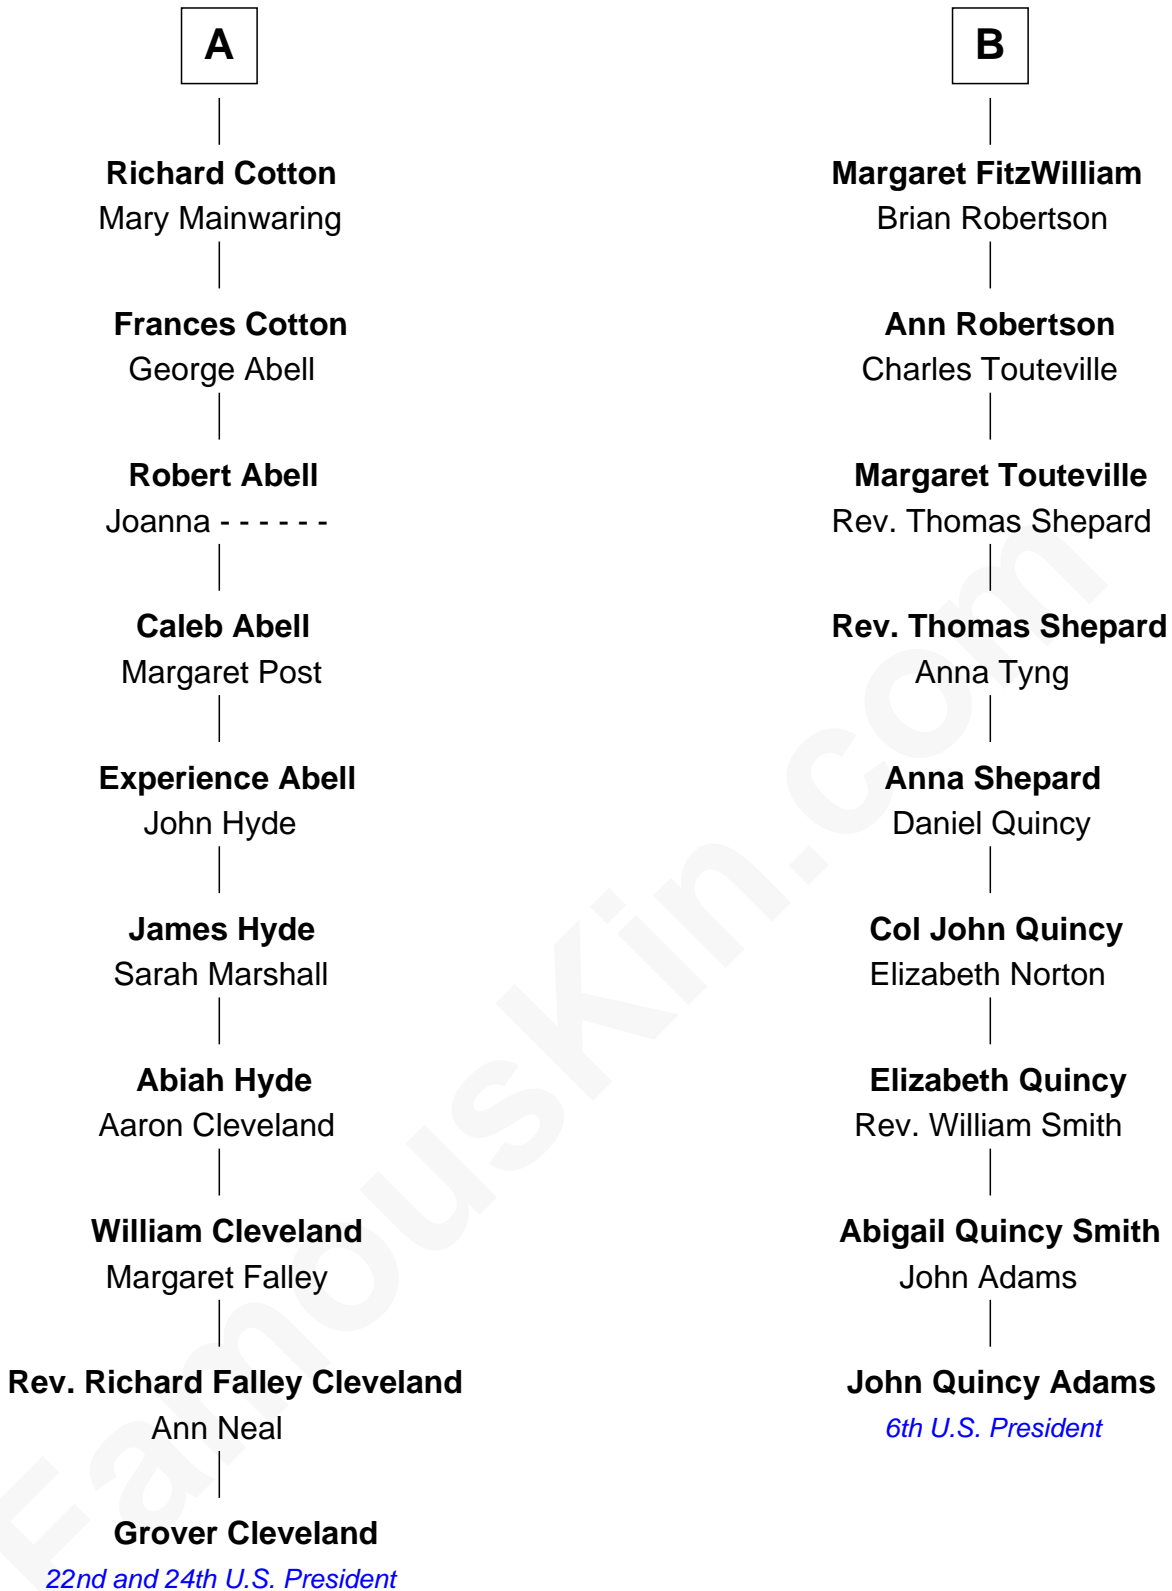 A
Richard Cotton
Mary Mainwaring
Frances Cotton
George Abell
Robert Abell
Joanna - - - - - -
Caleb Abell
Margaret Post
Experience Abell
John Hyde
James Hyde
Sarah Marshall
Abiah Hyde
Aaron Cleveland
William Cleveland
Margaret Falley
Rev. Richard Falley Cleveland
Ann Neal
Grover Cleveland
22nd and 24th U.S. President
B
Margaret FitzWilliam
Brian Robertson
Ann Robertson
Charles Touteville
Margaret Touteville
Rev. Thomas Shepard
Rev. Thomas Shepard
Anna Tyng
Anna Shepard
Daniel Quincy
Col John Quincy
Elizabeth Norton
Elizabeth Quincy
Rev. William Smith
Abigail Quincy Smith
John Adams
John Quincy Adams
6th U.S. President
FamousKin.com